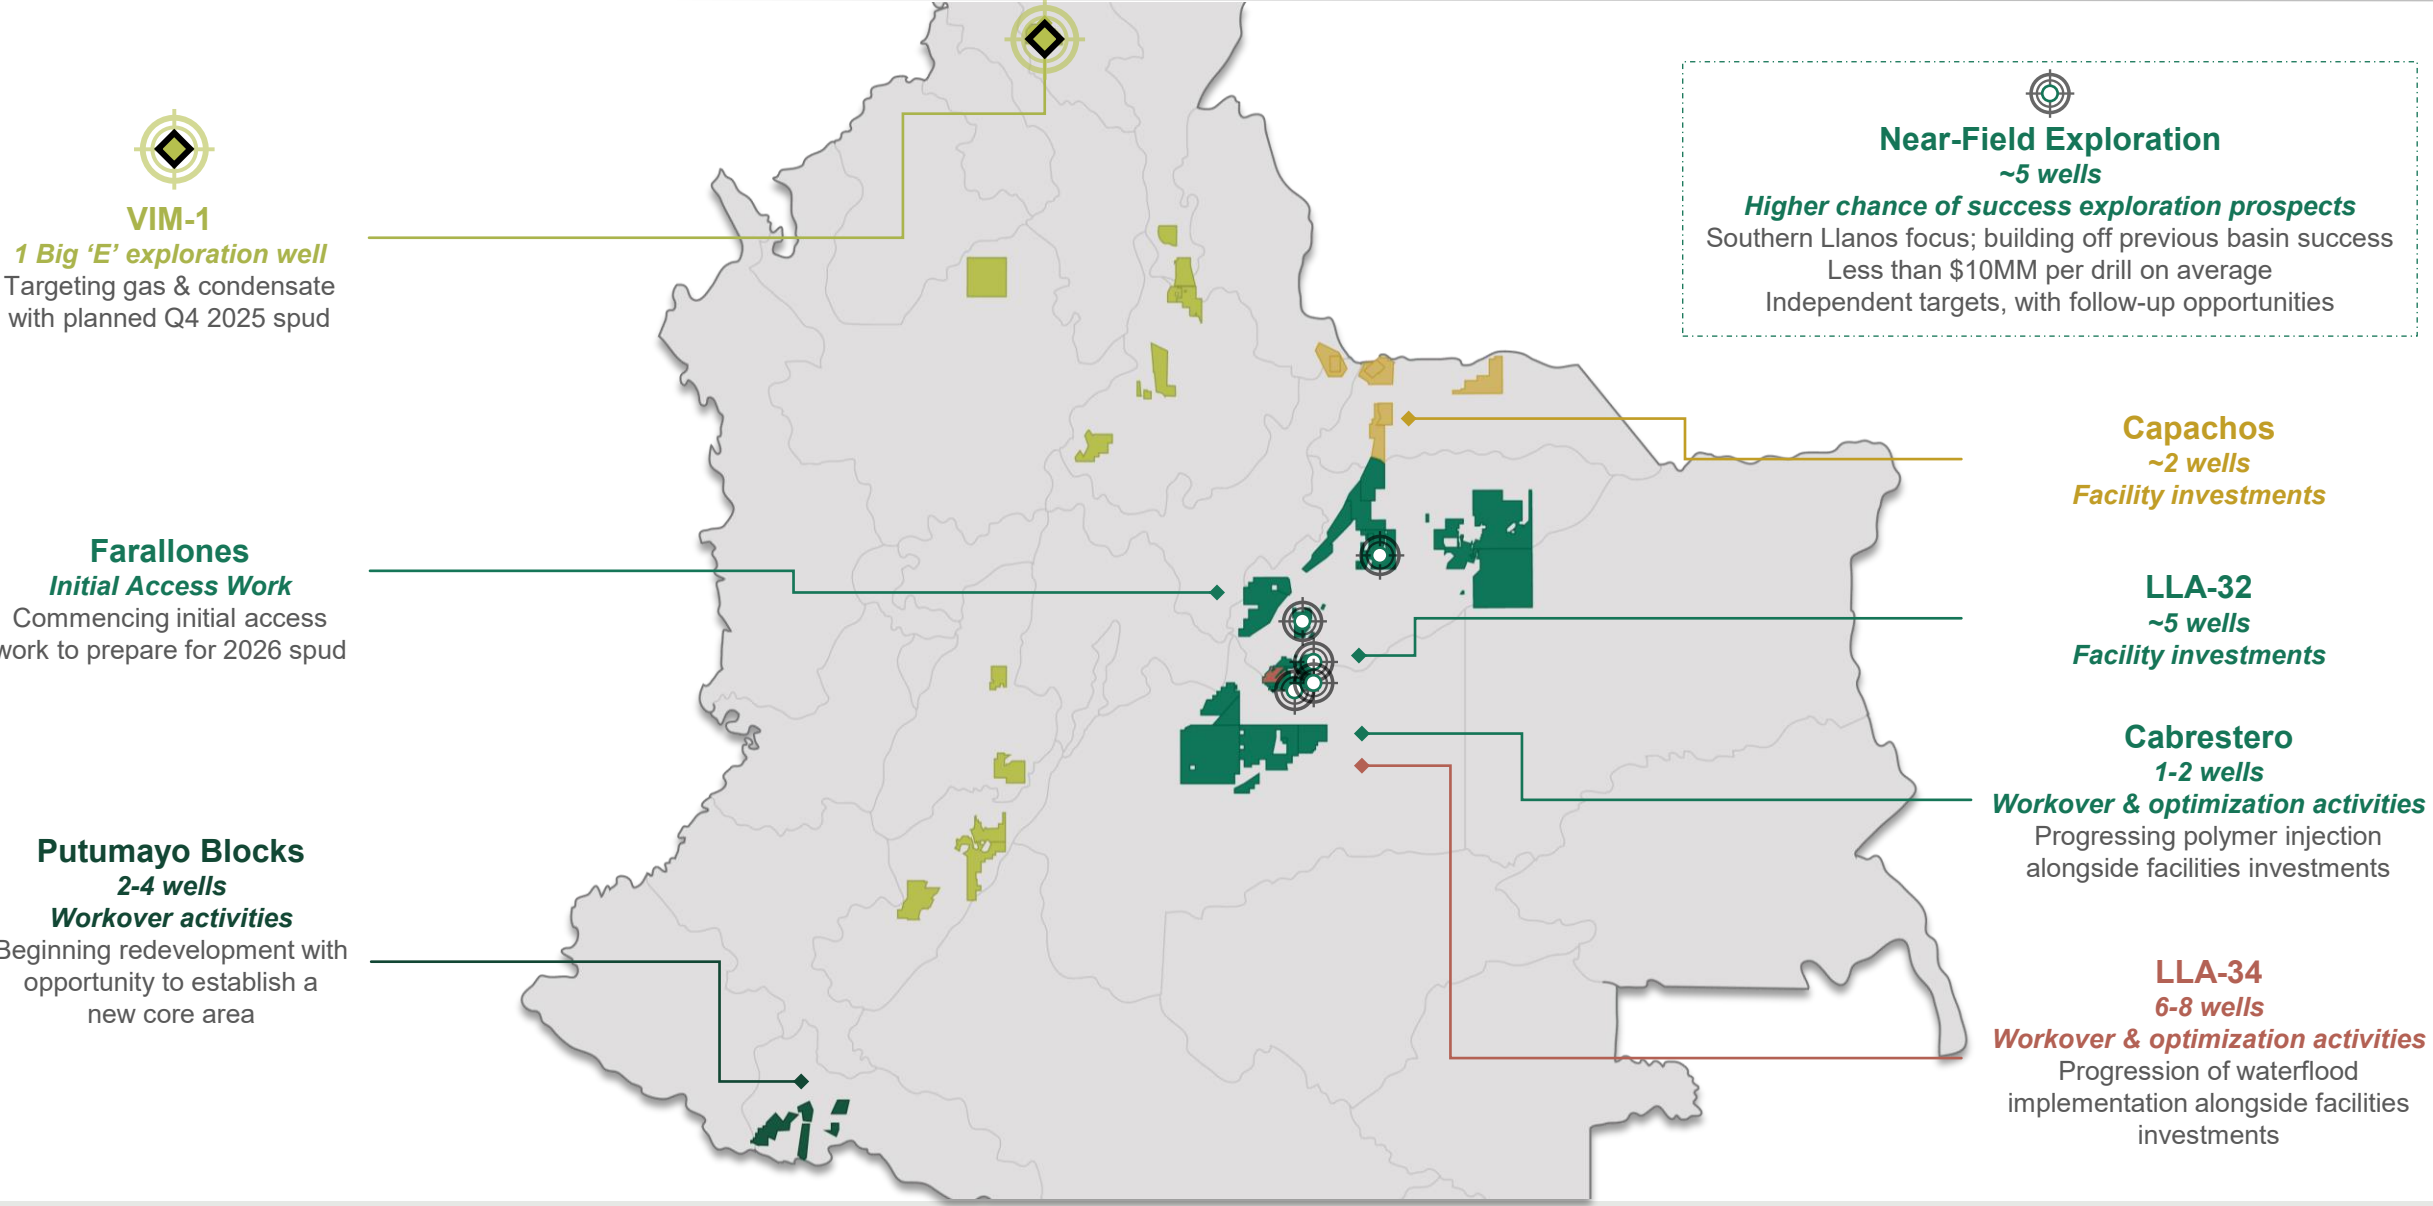 VIM-1
1 Big ‘E’ exploration well
Targeting gas & condensate
with planned Q4 2025 spud
Farallones
Initial Access Work
Commencing initial access
work to prepare for 2026 spud
Putumayo Blocks
2-4 wells
Workover activities
Beginning redevelopment with
opportunity to establish a
new core area
Near-Field Exploration
~5 wells
Higher chance of success exploration prospects
Southern Llanos focus; building off previous basin success
Less than $10MM per drill on average
Independent targets, with follow-up opportunities
Capachos
~2 wells
Facility investments
LLA-32
~5 wells
Facility investments
Cabrestero
1-2 wells
Workover & optimization activities
Progressing polymer injection
alongside facilities investments
LLA-34
6-8 wells
Workover & optimization activities
Progression of waterflood
implementation alongside facilities
investments